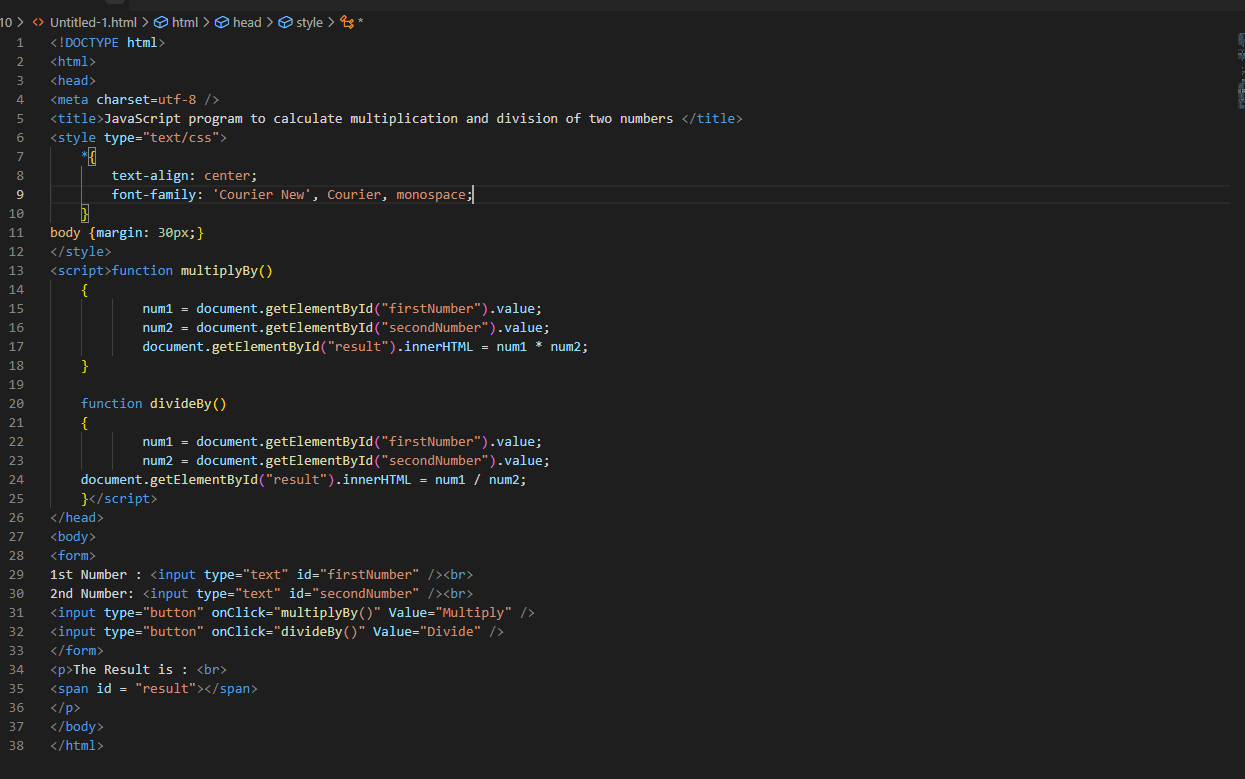 10 > Untitled-1.html > html > head > style > *
1 <!DOCTYPE html>
2 <html>
3 <head>
4 <meta charset=utf-8 />
5 <title>JavaScript program to calculate multiplication and division of two numbers </title>
6 <style type="text/css">
7     *{
8         text-align: center;
9         font-family: 'Courier New', Courier, monospace;
10     }
11 body {margin: 30px;}
12 </style>
13 <script>function multiplyBy()
14     {
15             num1 = document.getElementById("firstNumber").value;
16             num2 = document.getElementById("secondNumber").value;
17             document.getElementById("result").innerHTML = num1 * num2;
18     }
19
20     function divideBy()
21     {
22             num1 = document.getElementById("firstNumber").value;
23             num2 = document.getElementById("secondNumber").value;
24     document.getElementById("result").innerHTML = num1 / num2;
25     }</script>
26 </head>
27 <body>
28 <form>
29 1st Number : <input type="text" id="firstNumber" /><br>
30 2nd Number: <input type="text" id="secondNumber" /><br>
31 <input type="button" onClick="multiplyBy()" Value="Multiply" />
32 <input type="button" onClick="divideBy()" Value="Divide" />
33 </form>
34 <p>The Result is : <br>
35 <span id = "result"></span>
36 </p>
37 </body>
38 </html>